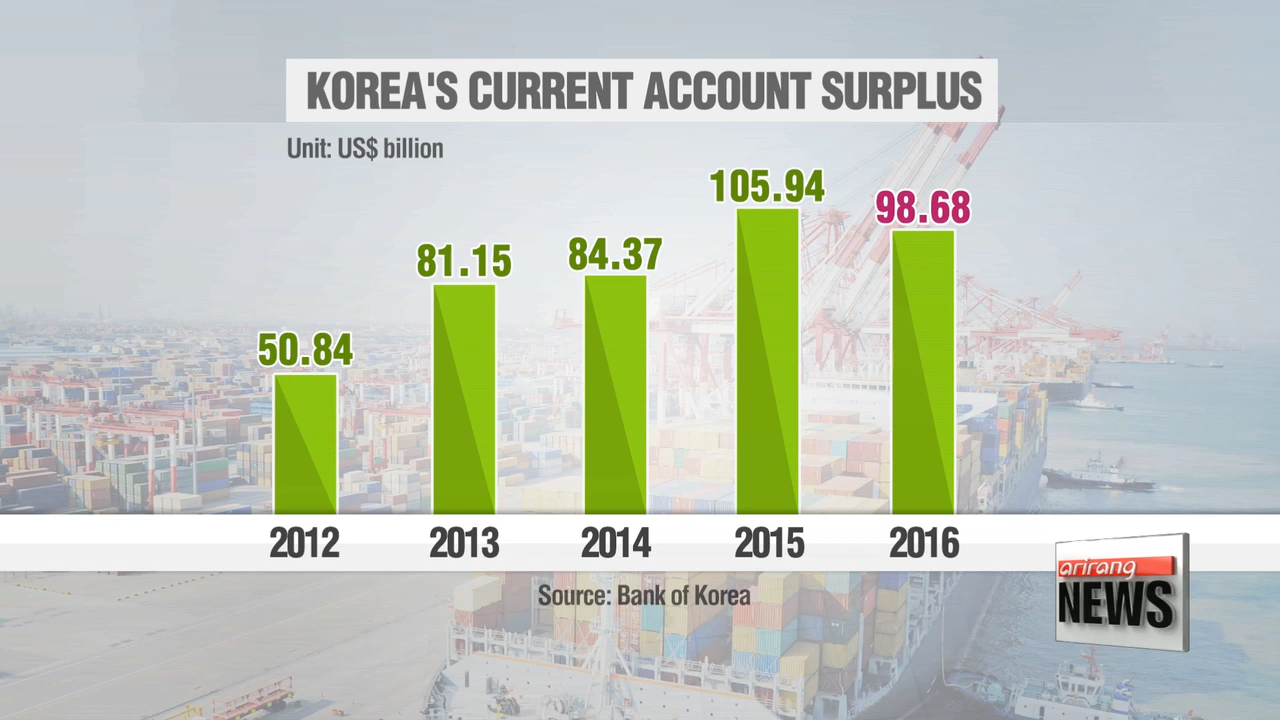 KOREA'S CURRENT ACCOUNT SURPLUS
Unit: US$ billion
50.84
81.15
84.37
105.94
98.68
2012
2013
2014
2015
2016
Source: Bank of Korea
arirang
NEWS